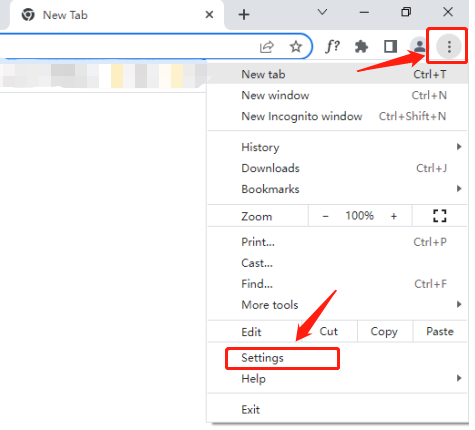 New Tab
f?
New tab Ctrl+T
New window Ctrl+N
New Incognito window Ctrl+Shift+N
History
Downloads Ctrl+J
Bookmarks
Zoom − 100% +
Print... Ctrl+P
Cast...
Find... Ctrl+F
More tools
Edit Cut Copy Paste
Settings
Help
Exit